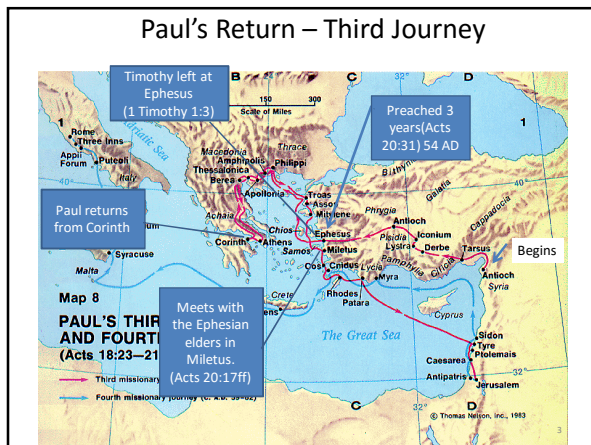 Paul's Return – Third Journey
Timothy left at
Ephesus
(1 Timothy 1:3)
B
150
300
Scale of Miles
C
32°
D
1
1
Preached 3
years(Acts
20:31) 54 AD
Rome
Three Inns
Appii
Forum
Puteoli
Italy
Adriatic Sea
40°
40°
Macedonia
Thrace
Amphipolis
Philippi
Thessalonica
Berea
Apollonia
Troas
Assos
Mitylene
Galatia
Cappadocia
Phrygia
Antioch
Iconium
Pisidia
Lystra
Derbe
Tarsus
Begins
Antioch
Syria
Paul returns
from Corinth
Achaia
Corinth
Athens
Chios
Samos
Ephesus
Miletus
Cos
Cnidus
Lycia
Myra
Pamphylia
Cilicia
Rhodes
Patara
Syracuse
Malta
Crete
Cyprus
Map 8
PAUL'S THIR
AND FOURT
(Acts 18:23–21
Meets with
the Ephesian
elders in
Miletus.
(Acts 20:17ff)
The Great Sea
Sidon
Tyre
Ptolemais
Caesarea
Antipatris
Jerusalem
32°
32°
Third missionary
Fourth missionary journey (C. A.D. 59–62)
C
D
© Thomas Nelson, Inc., 1983
3